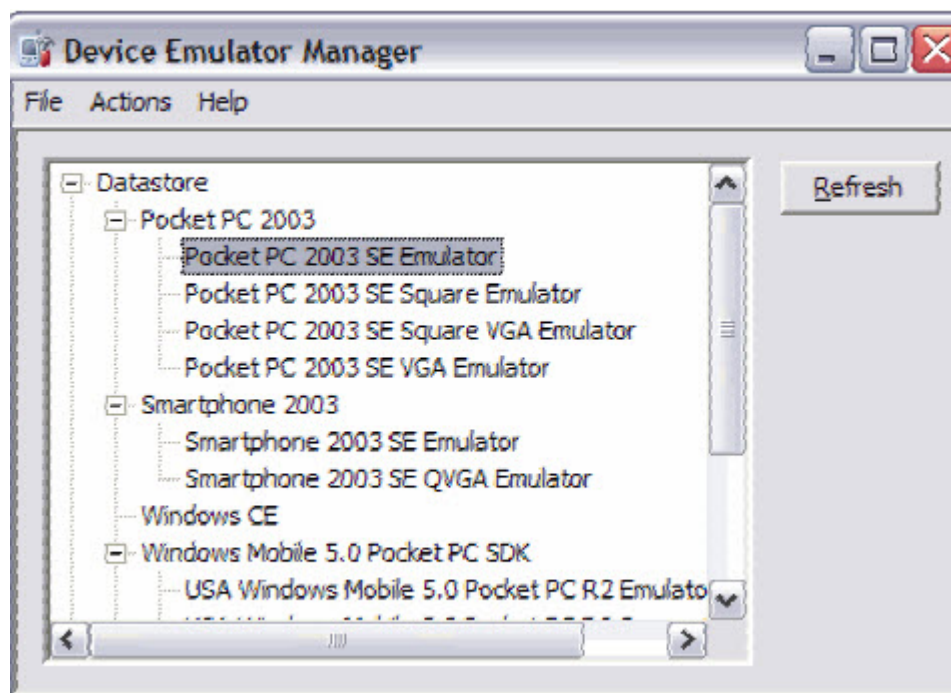 Device Emulator Manager
File Actions Help
Datastore
Refresh
Pocket PC 2003
Pocket PC 2003 SE Emulator
Pocket PC 2003 SE Square Emulator
Pocket PC 2003 SE Square VGA Emulator
Pocket PC 2003 SE VGA Emulator
Smartphone 2003
Smartphone 2003 SE Emulator
Smartphone 2003 SE QVGA Emulator
Windows CE
Windows Mobile 5.0 Pocket PC SDK
USA Windows Mobile 5.0 Pocket PC R2 Emulato